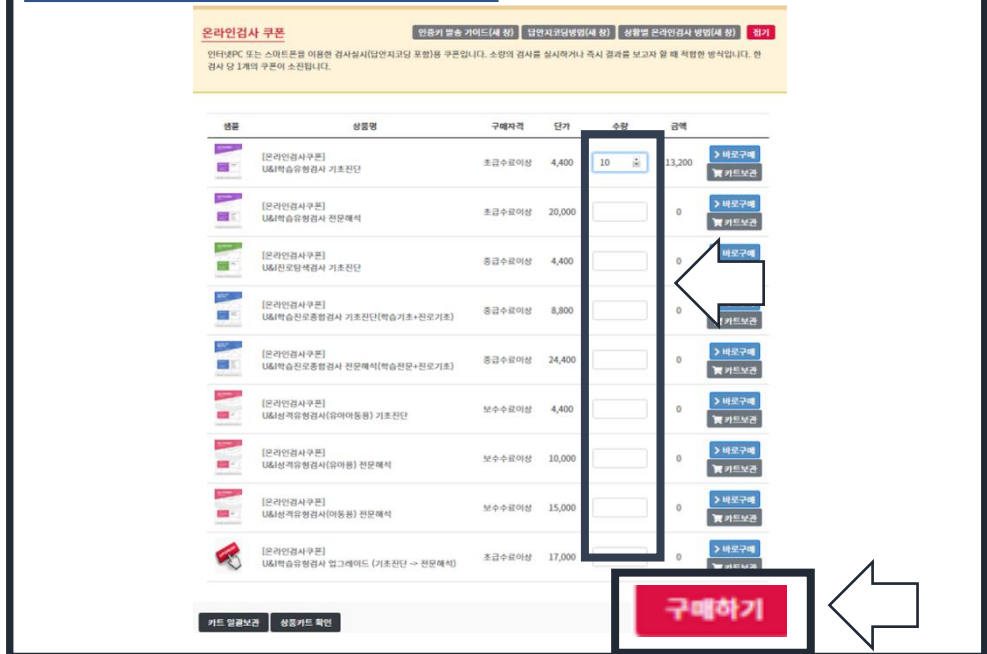 온라인검사 쿠폰
인증키 발송 가이드(새 창) 답안지코딩방법(새 창) 상황별 온라인검사 방법(새 창) 접기
인터넷PC 또는 스마트폰을 이용한 검사실시(답안지코딩 포함)용 쿠폰입니다. 소량의 검사를 실시하거나 즉시 결과를 보고자 할 때 적합한 방식입니다. 한
검사 당 1개의 쿠폰이 소진됩니다.
샘플 상품명 구매자격 단가 수량 금액
[온라인검사쿠폰]
U&I학습유형검사 기초진단
초급수료이상 4,400 10 13,200
바로구매
카트보관
[온라인검사쿠폰]
U&I학습유형검사 전문해석
초급수료이상 20,000 0
바로구매
카트보관
[온라인검사쿠폰]
U&I진로탐색검사 기초진단
중급수료이상 4,400 0
바로구매
[온라인검사쿠폰]
U&I학습진로종합검사 기초진단(학습기초+진로기초)
중급수료이상 8,800 0
카트보관
[온라인검사쿠폰]
U&I학습진로종합검사 전문해석(학습전문+진로기초)
중급수료이상 24,400 0
바로구매
카트보관
[온라인검사쿠폰]
U&I성격유형검사(유아아동용) 기초진단
보수수료이상 4,400 0
바로구매
카트보관
[온라인검사쿠폰]
U&I성격유형검사(유아용) 전문해석
보수수료이상 10,000 0
바로구매
카트보관
[온라인검사쿠폰]
U&I성격유형검사(아동용) 전문해석
보수수료이상 15,000 0
바로구매
카트보관
[온라인검사쿠폰]
U&I학습유형검사 업그레이드 (기초진단 -> 전문해석)
초급수료이상 17,000 0
바로구매
카트보관
구매하기
카트 일괄보관 상품카트 확인